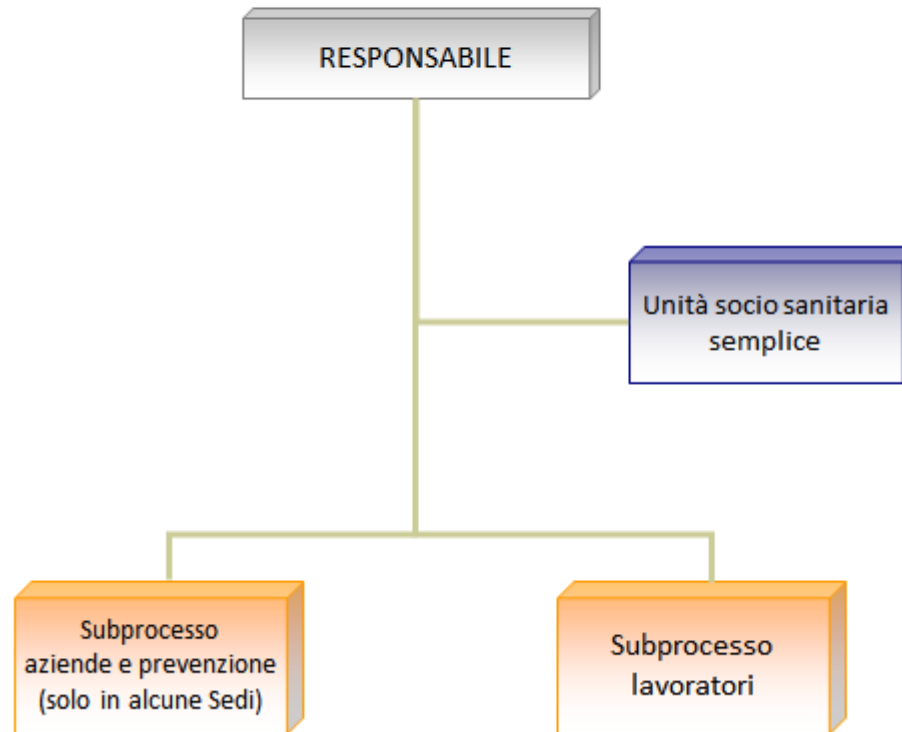 RESPONSABILE
Unità socio sanitaria
semplice
Subprocesso
aziende e prevenzione
(solo in alcune Sedi)
Subprocesso
lavoratori